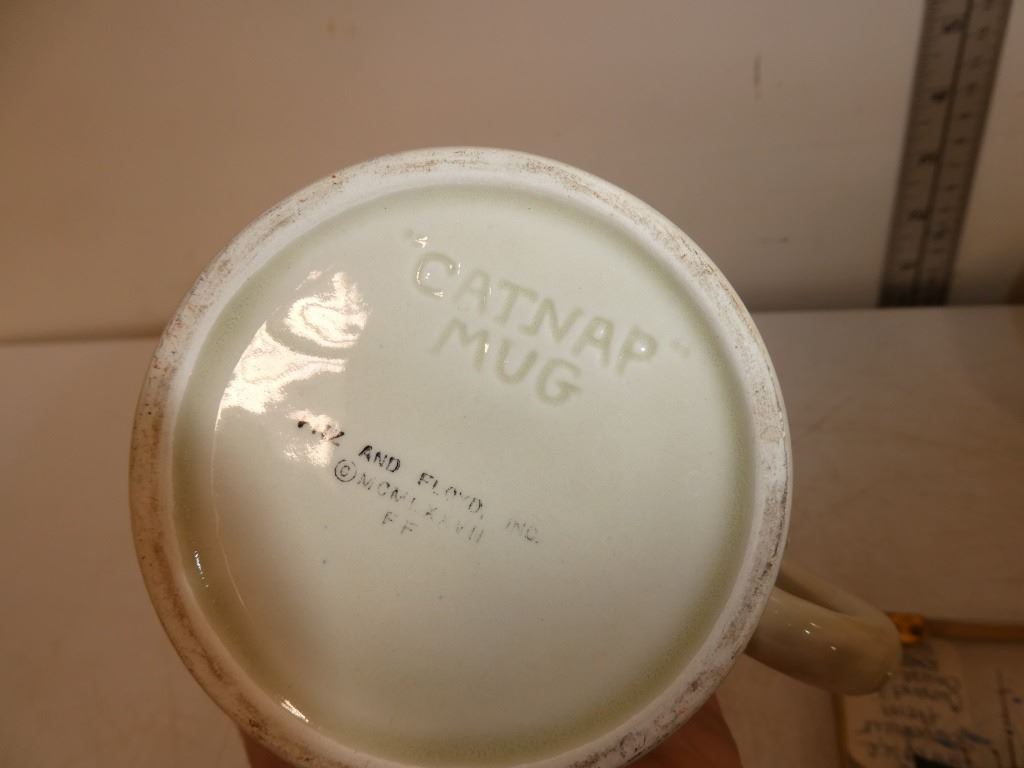 "CATNAP"
MUG
AND FLOYD, INC.
©MCMLXXVII
FF